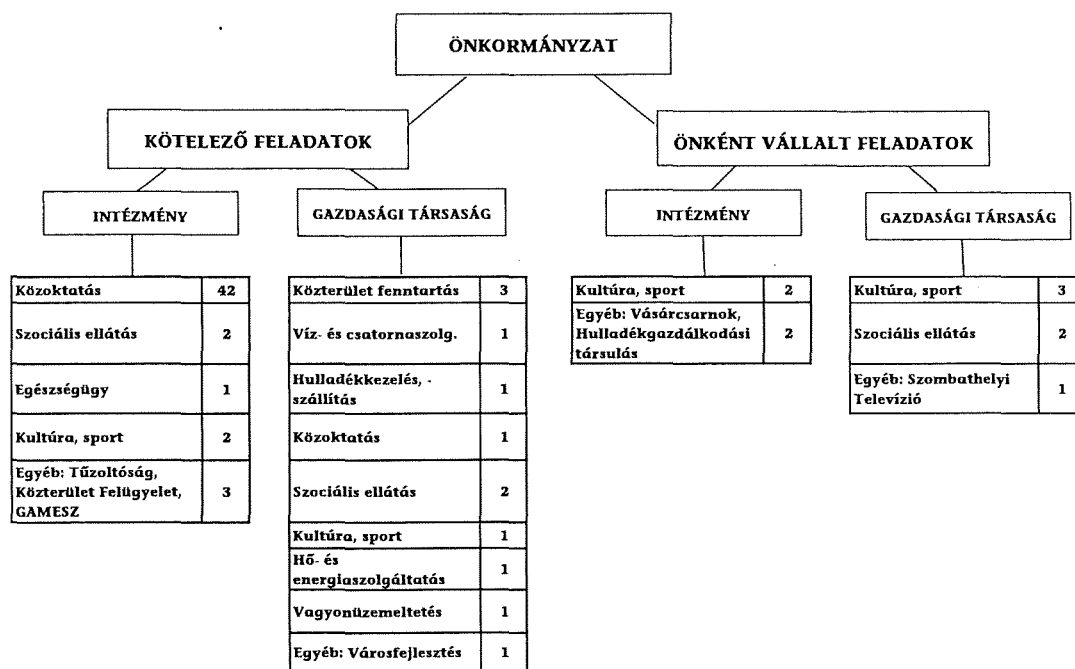 ÖNKORMÁNYZAT
KÖTELEZŐ FELADATOK
ÖNKÉNT VÁLLALT FELADATOK
INTÉZMÉNY
GAZDASÁGI TÁRSASÁG
INTÉZMÉNY
GAZDASÁGI TÁRSASÁG
Közoktatás 42
Szociális ellátás 2
Egészségügy 1
Kultúra, sport 2
Egyéb: Tűzoltóság,
Közterület Felügyelet, 3
GAMESZ
Közterület fenntartás 3
Víz- és csatornaszolg. 1
Hulladékkezelés, -
szállítás 1
Közoktatás 1
Szociális ellátás 2
Kultúra, sport 1
Hő- és
energiaszolgáltatás 1
Vagyonüzemeltetés 1
Egyéb: Városfejlesztés 1
Kultúra, sport 2
Egyéb: Vásárcsarnok,
Hulladékgazdálkodási 2
társulás
Kultúra, sport 3
Szociális ellátás 2
Egyéb: Szombathelyi
Televízió 1